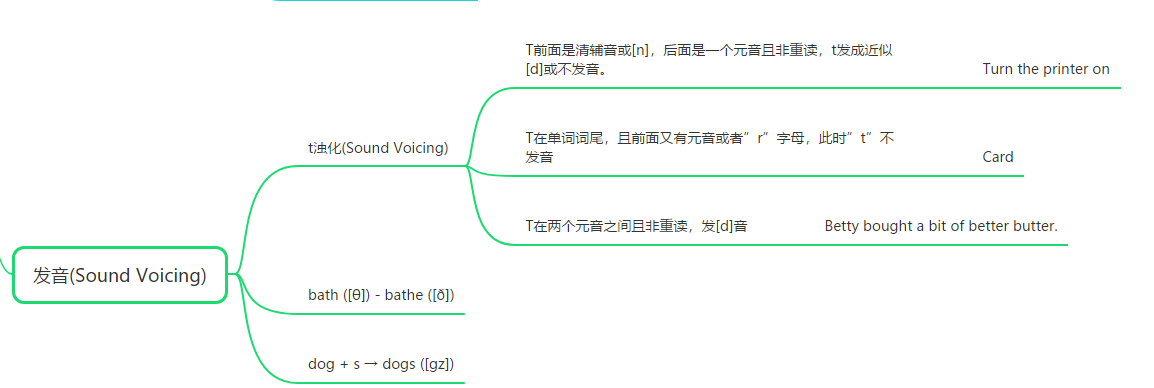 T前面是清辅音或[n]，后面是一个元音且非重读，t发成近似
[d]或不发音。
Turn the printer on
t浊化(Sound Voicing)
T在单词词尾，且前面又有元音或者”r”字母，此时”t”不
发音
Card
T在两个元音之间且非重读，发[d]音
Betty bought a bit of better butter.
发音(Sound Voicing)
bath ([θ]) - bathe ([ð])
dog + s → dogs ([gz])